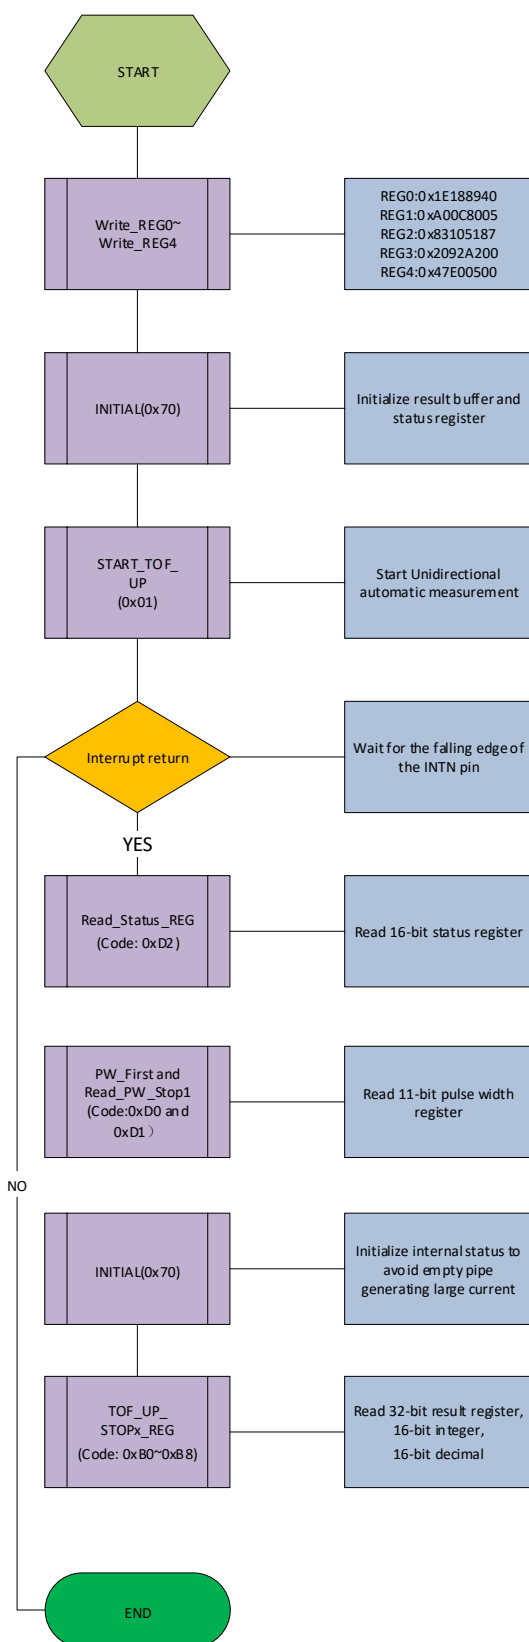 START
Write_REG0~
Write_REG4
REG0:0x1E188940
REG1:0xA00C8005
REG2:0x83105187
REG3:0x2092A200
REG4:0x47E00500
INITIAL(0x70)
Initialize result buffer and
status register
START_TOF_
UP
(0x01)
Start Unidirectional
automatic measurement
Interrupt return
Wait for the falling edge of
the INTN pin
YES
Read_Status_REG
(Code: 0xD2)
Read 16-bit status register
PW_First and
Read_PW_Stop1
(Code:0xD0 and
0xD1）
Read 11-bit pulse width
register
NO
INITIAL(0x70)
Initialize internal status to
avoid empty pipe
generating large current
TOF_UP_
STOPx_REG
(Code: 0xB0~0xB8)
Read 32-bit result register,
16-bit integer,
16-bit decimal
END